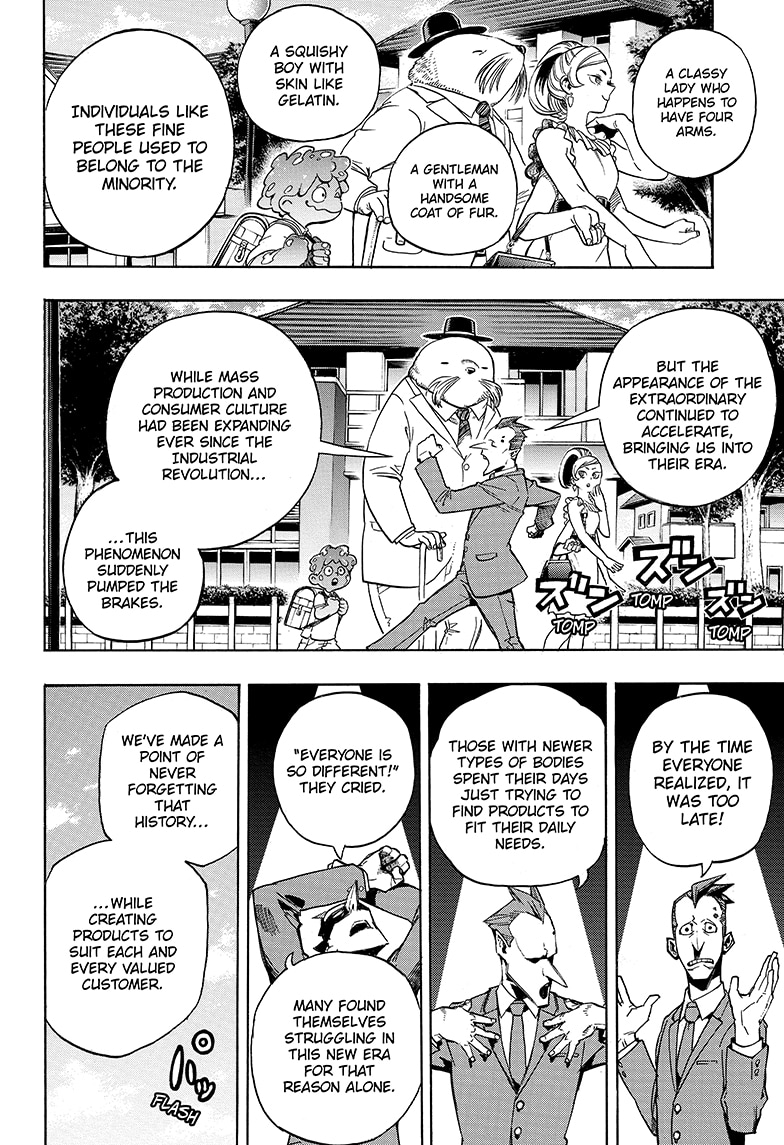 A CLASSY
LADY WHO
HAPPENS TO
HAVE FOUR
ARMS.
A GENTLEMAN
WITH A
HANDSOME
COAT OF FUR.
A SQUISHY
BOY WITH
SKIN LIKE
GELATIN.
INDIVIDUALS LIKE
THESE FINE
PEOPLE USED TO
BELONG TO THE
MINORITY.
BUT THE
APPEARANCE OF THE
EXTRAORDINARY
CONTINUED TO
ACCELERATE,
BRINGING US INTO
THEIR ERA.
WHILE MASS
PRODUCTION AND
CONSUMER CULTURE
HAD BEEN EXPANDING
EVER SINCE THE
INDUSTRIAL
REVOLUTION...
...THIS
PHENOMENON
SUDDENLY
PUMPED THE
BRAKES.
ズン
TOMP
ズン
TOMP
ズン
TOMP
BY THE TIME
EVERYONE
REALIZED, IT
WAS TOO
LATE!
THOSE WITH NEWER
TYPES OF BODIES
SPENT THEIR DAYS
JUST TRYING TO
FIND PRODUCTS TO
FIT THEIR DAILY
NEEDS.
"EVERYONE IS
SO DIFFERENT!"
THEY CRIED.
MANY FOUND
THEMSELVES
STRUGGLING IN
THIS NEW ERA
FOR THAT
REASON ALONE.
WE'VE MADE A
POINT OF
NEVER
FORGETTING
THAT
HISTORY...
...WHILE
CREATING
PRODUCTS TO
SUIT EACH AND
EVERY VALUED
CUSTOMER.
パッ
FLASH